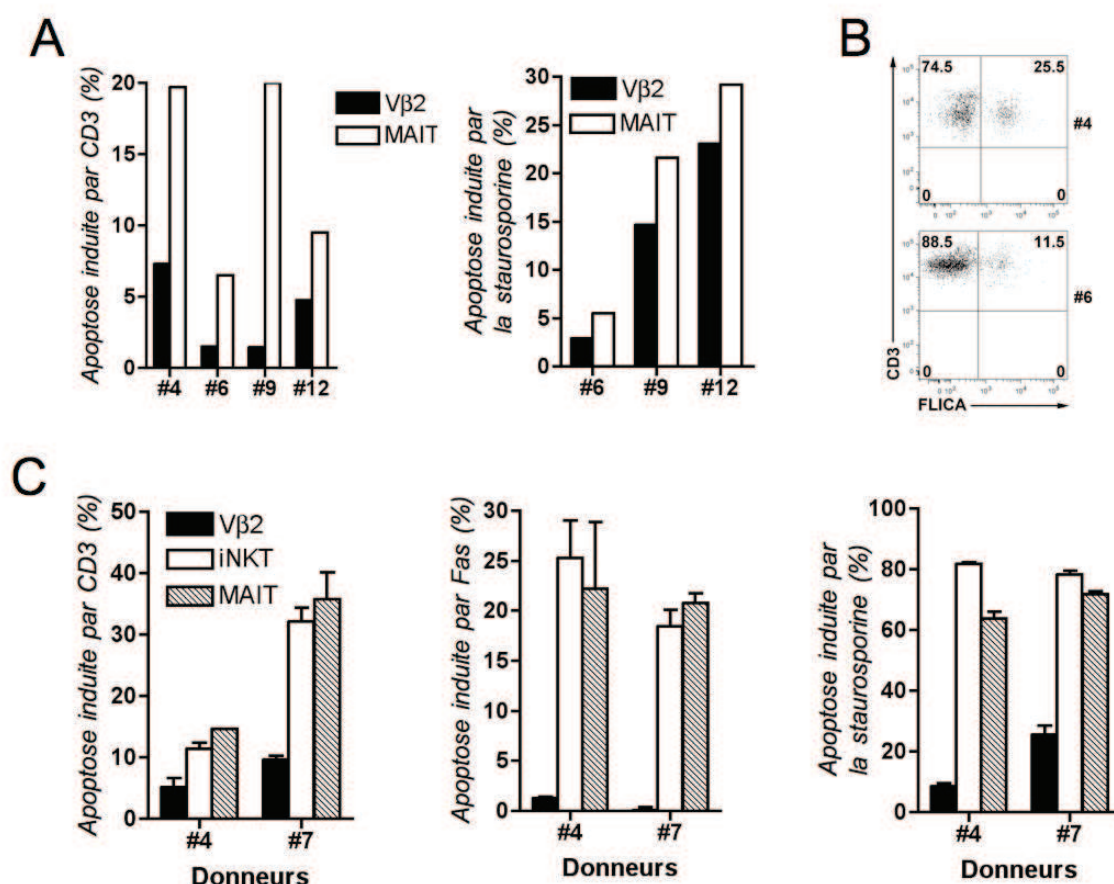 A
Apoptose induite par CD3 (%)
20
15
10
5
0
#4 #6 #9 #12
Vβ2
MAIT
Apoptose induite par
la staurosporine (%)
30
25
20
15
10
5
0
#6 #9 #12
Vβ2
MAIT
B
74.5 25.5
0 0
#4
88.5 11.5
0 0
#6
CD3
FLICA
C
Apoptose induite par CD3 (%)
50
40
30
20
10
0
#4 #7
Donneurs
Vβ2
iNKT
MAIT
Apoptose induite par Fas (%)
30
25
20
15
10
5
0
#4 #7
Donneurs
Apoptose induite par
la staurosporine (%)
100
80
60
40
20
0
#4 #7
Donneurs